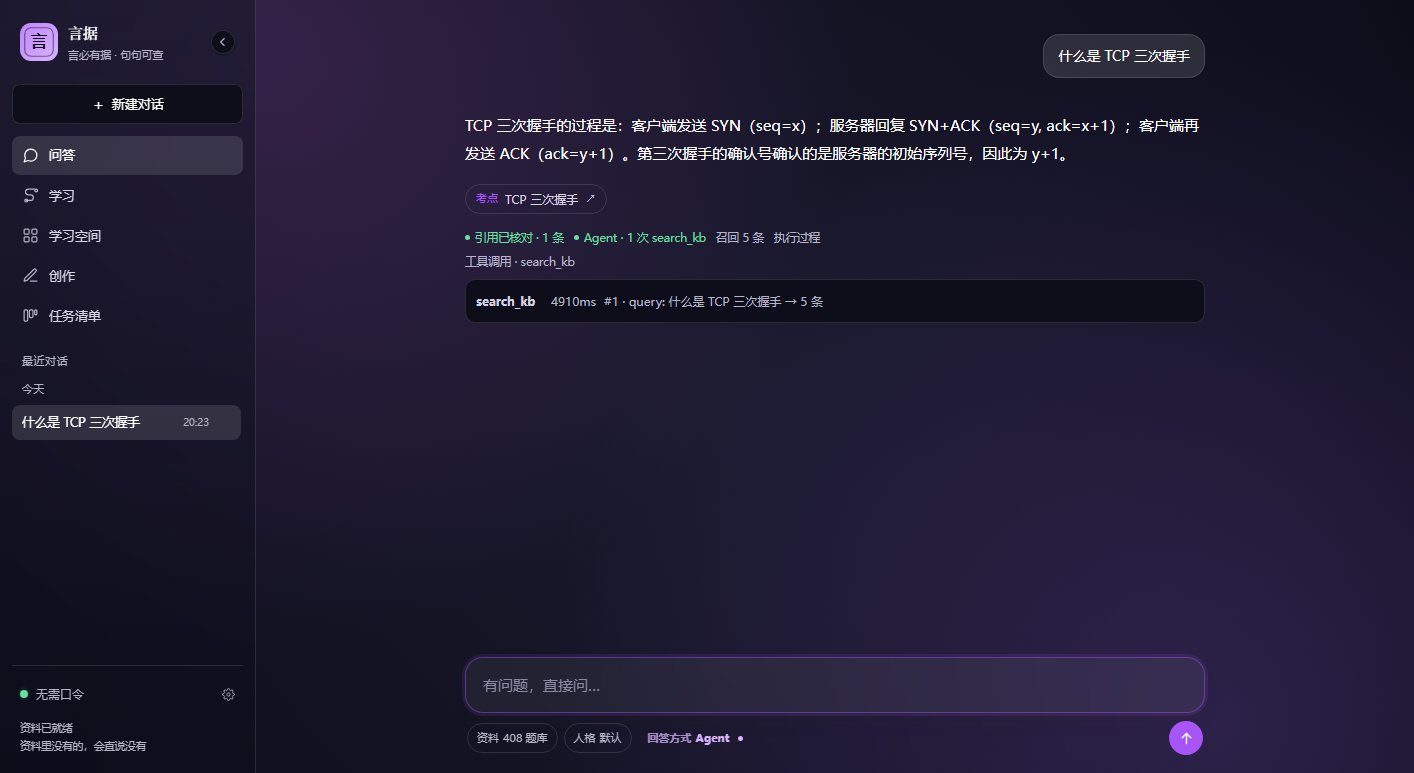 言
言据
言必有据 · 句句可查
+ 新建对话
问答
学习
学习空间
创作
任务清单
最近对话
今天
什么是 TCP 三次握手 20:23
无需口令
资料已就绪
资料里没有的，会直说没有
什么是 TCP 三次握手
TCP 三次握手的过程是：客户端发送 SYN（seq=x）；服务器回复 SYN+ACK（seq=y, ack=x+1）；客户端再
发送 ACK（ack=y+1）。第三次握手的确认号确认的是服务器的初始序列号，因此为 y+1。
考点 TCP 三次握手 ↗
引用已核对 · 1 条 Agent · 1 次 search_kb 召回 5 条 执行过程
工具调用 · search_kb
search_kb 4910ms #1 · query: 什么是 TCP 三次握手 → 5 条
有问题，直接问...
资料 408 题库 人格 默认 回答方式 Agent